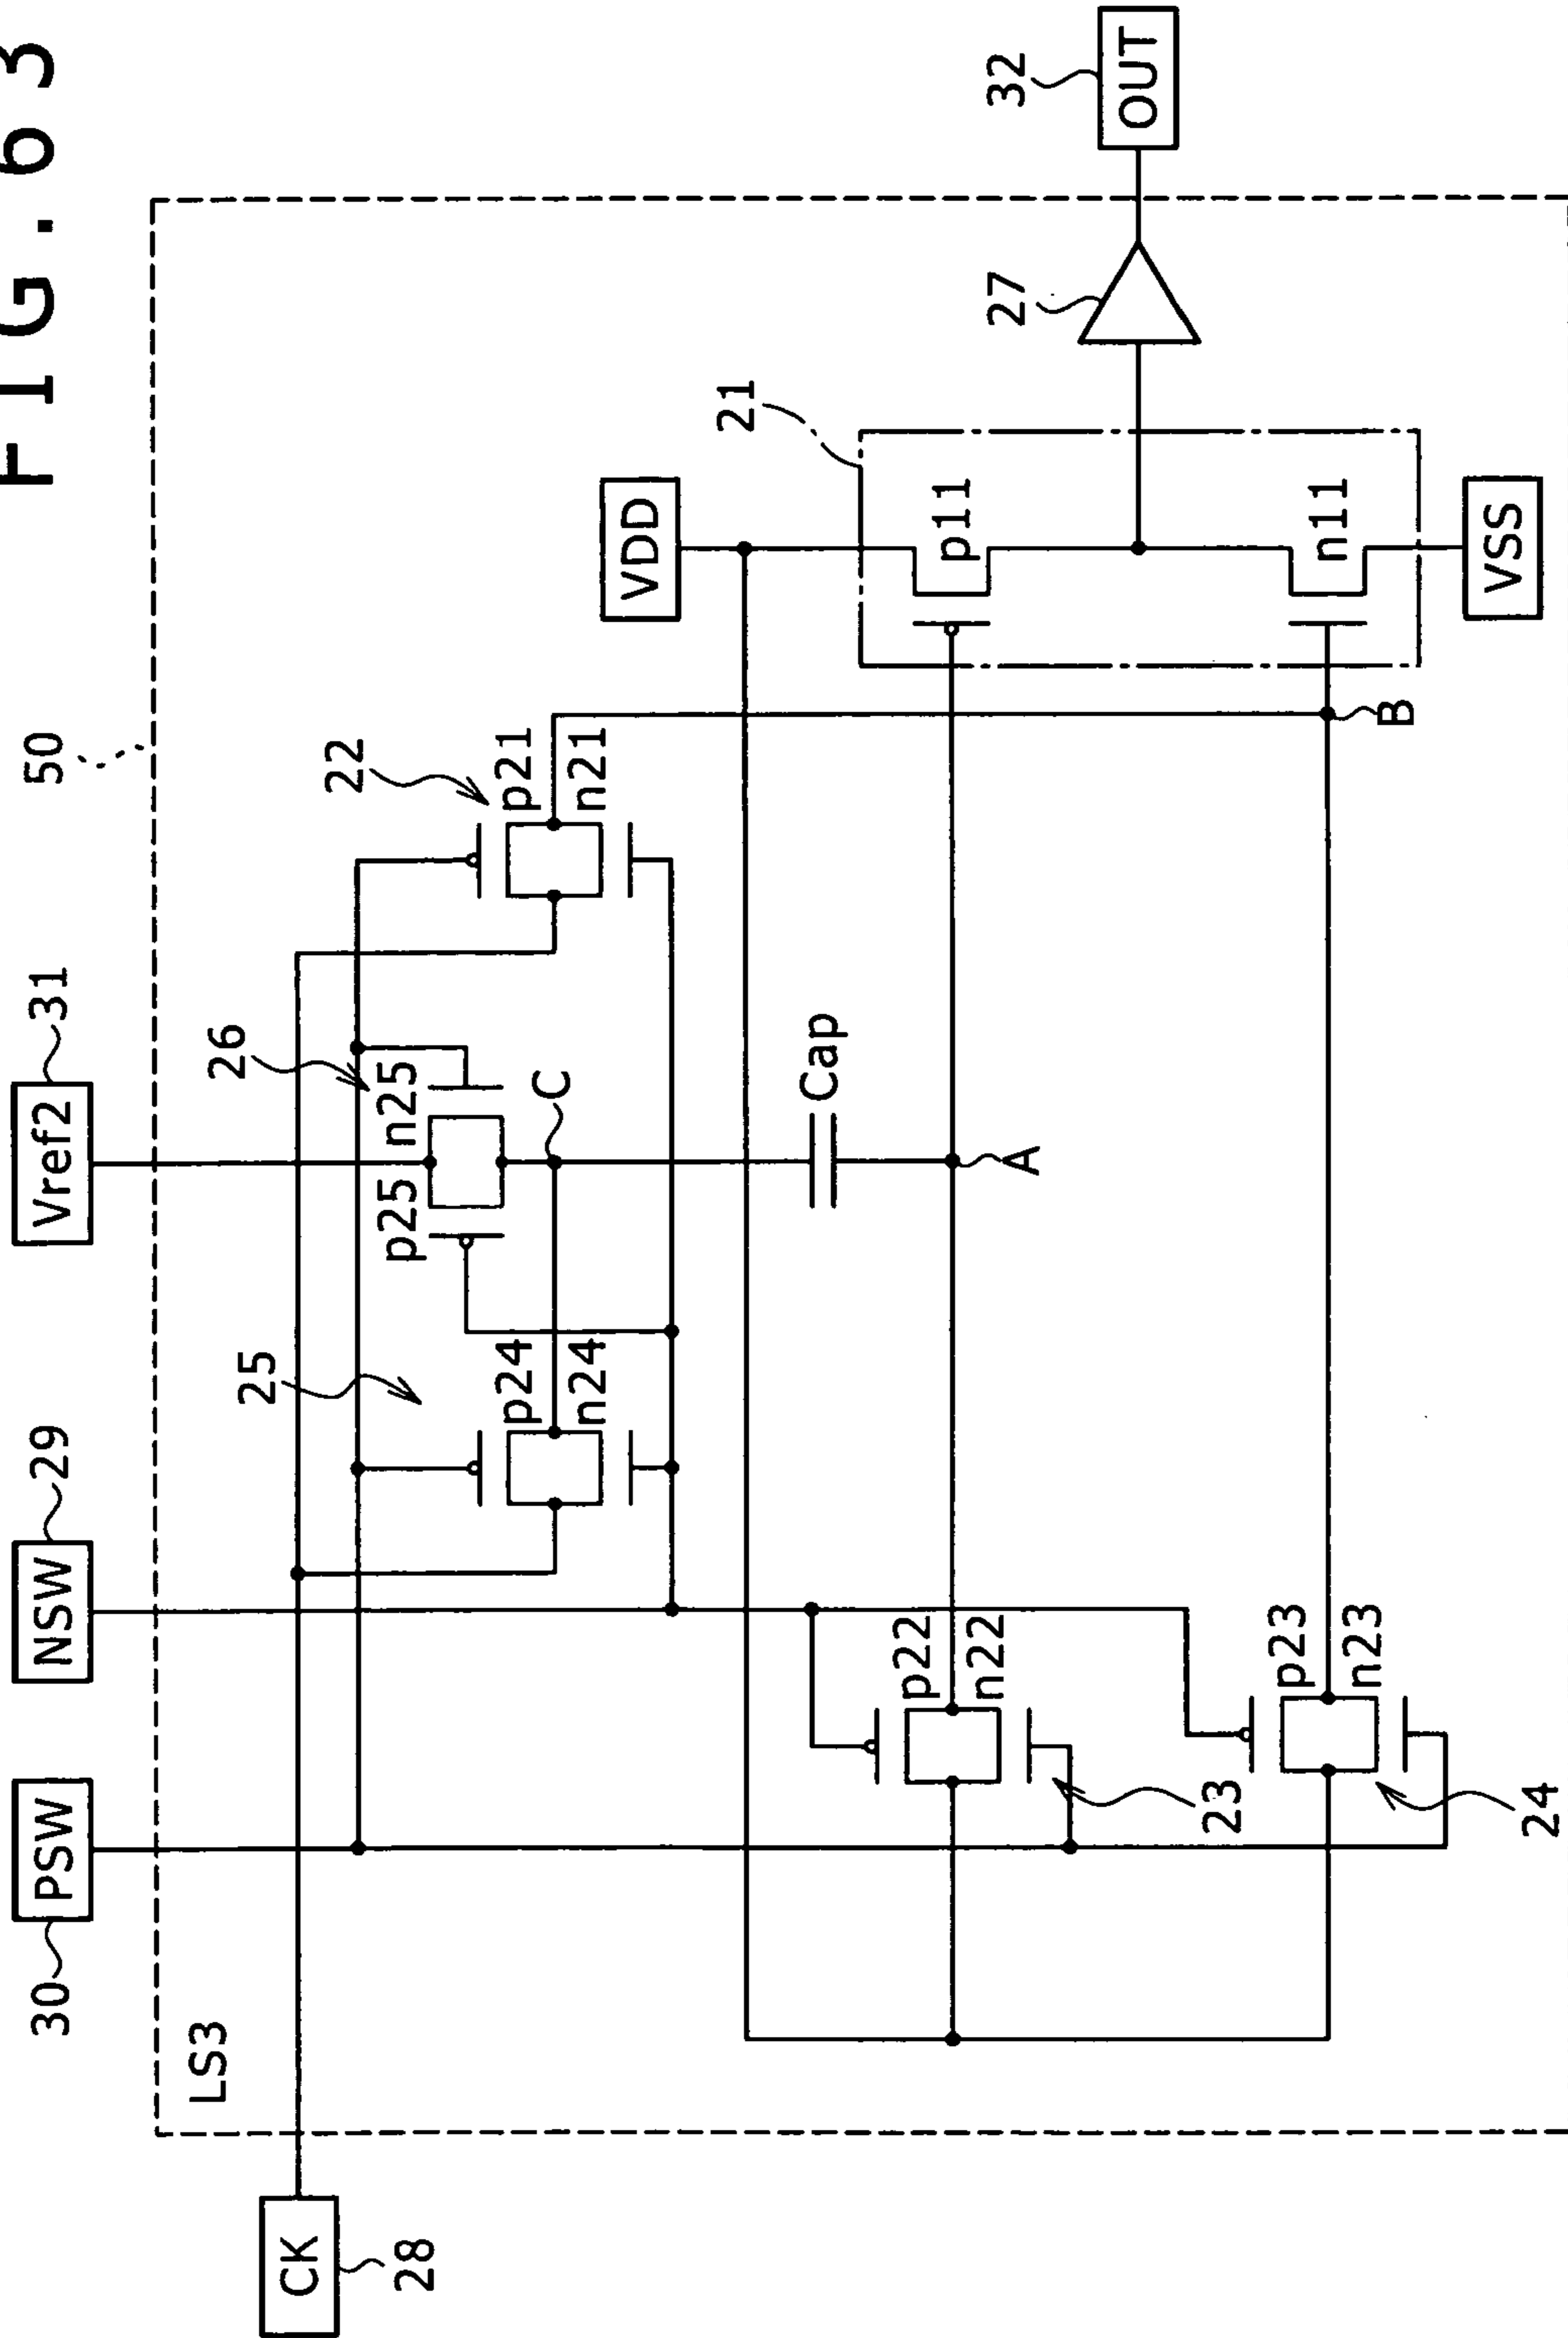 FIG.63
30
PSW
NSW
29
Vref2
31
50
LS3
CK
28
25
p24
n24
26
p25
n25
C
22
p21
n21
Cap
A
VDD
21
p11
n11
VSS
B
27
32
OUT
p22
n22
23
p23
n23
24